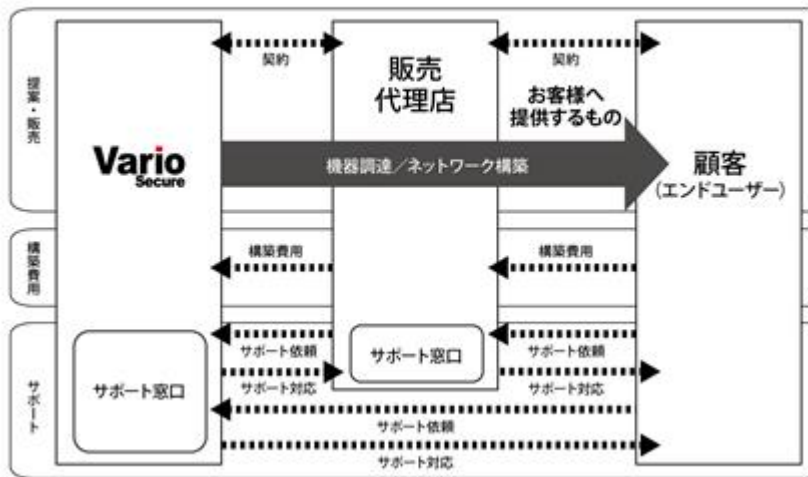 提案・販売
契約
契約
販売
代理店
お客様へ
提供するもの
Vario
Secure
機器調達／ネットワーク構築
顧客
(エンドユーザー)
構築費用
構築費用
構築費用
サポート
サポート窓口
サポート窓口
サポート依頼
サポート依頼
サポート対応
サポート対応
サポート依頼
サポート対応